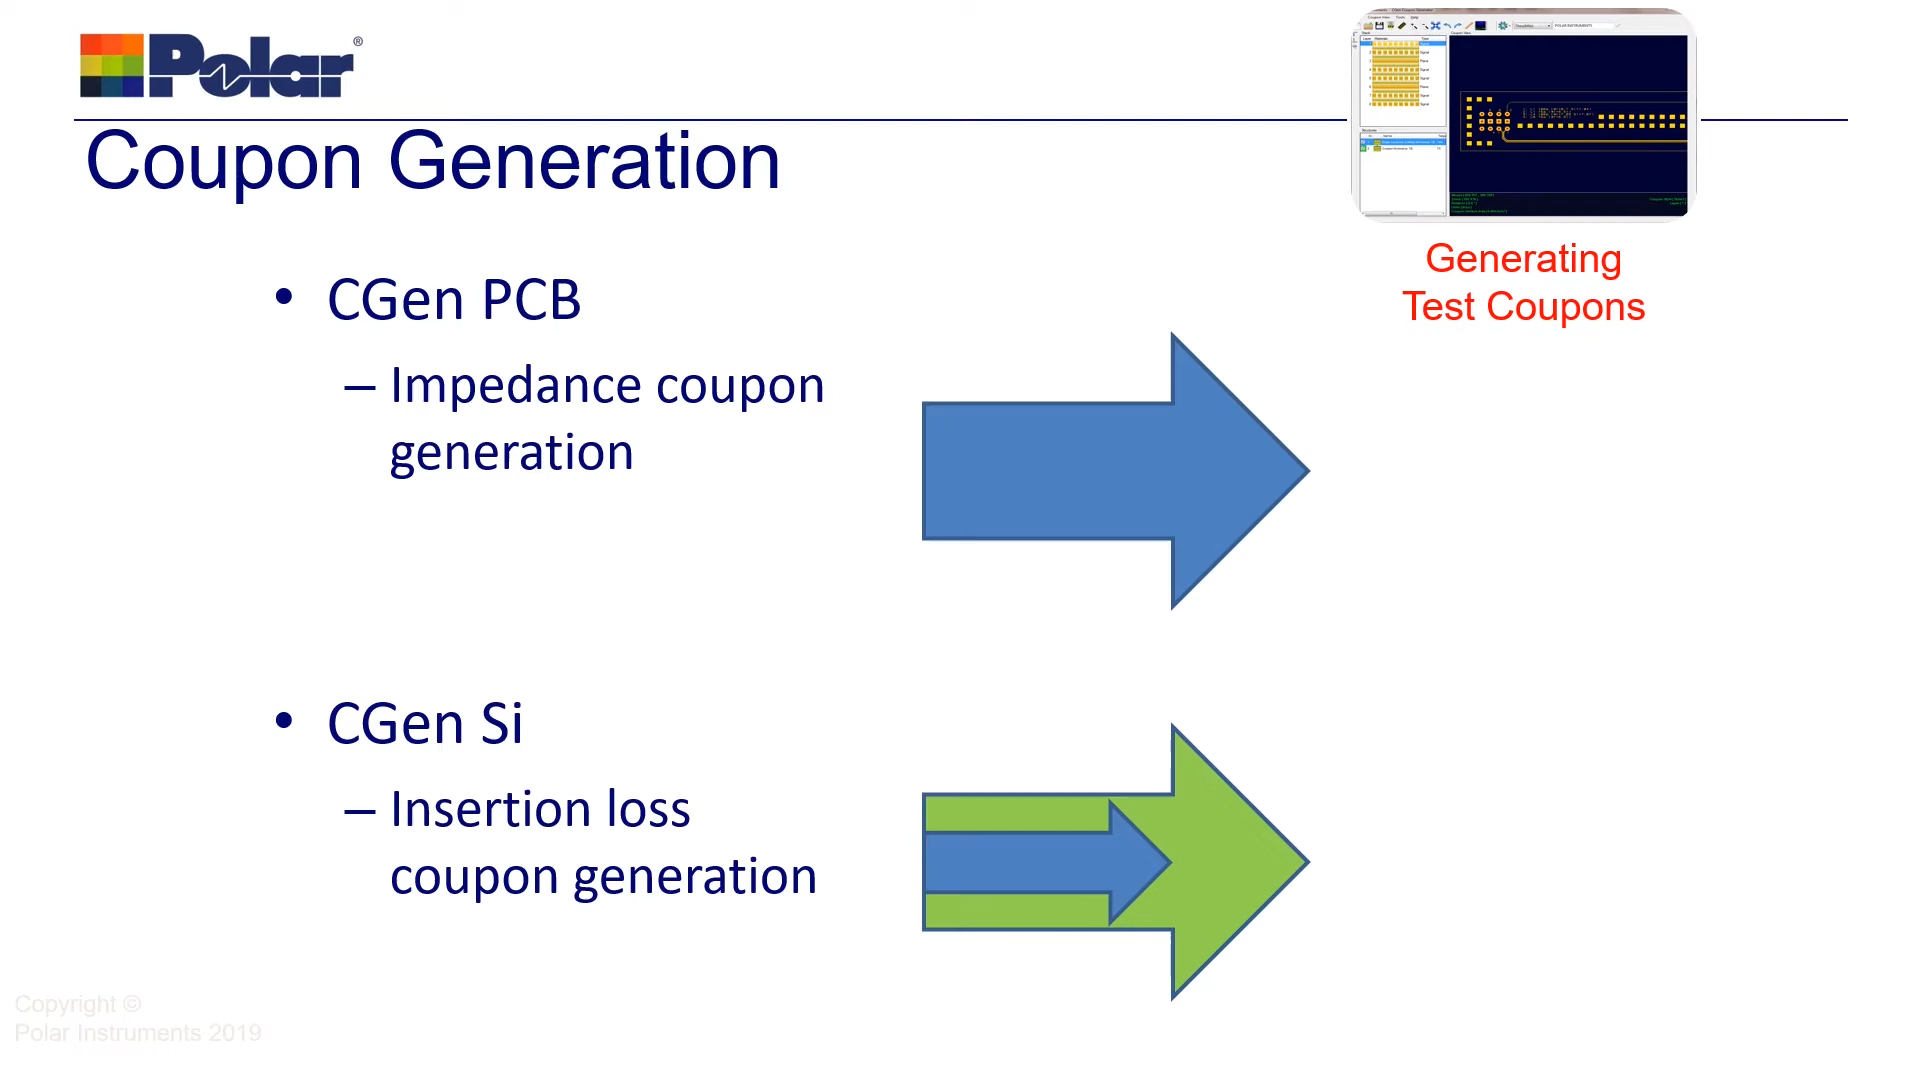 Polar®
Coupon Generation
Generating
Test Coupons
• CGen PCB
– Impedance coupon
generation
• CGen Si
– Insertion loss
coupon generation
Copyright ©
Polar Instruments 2019